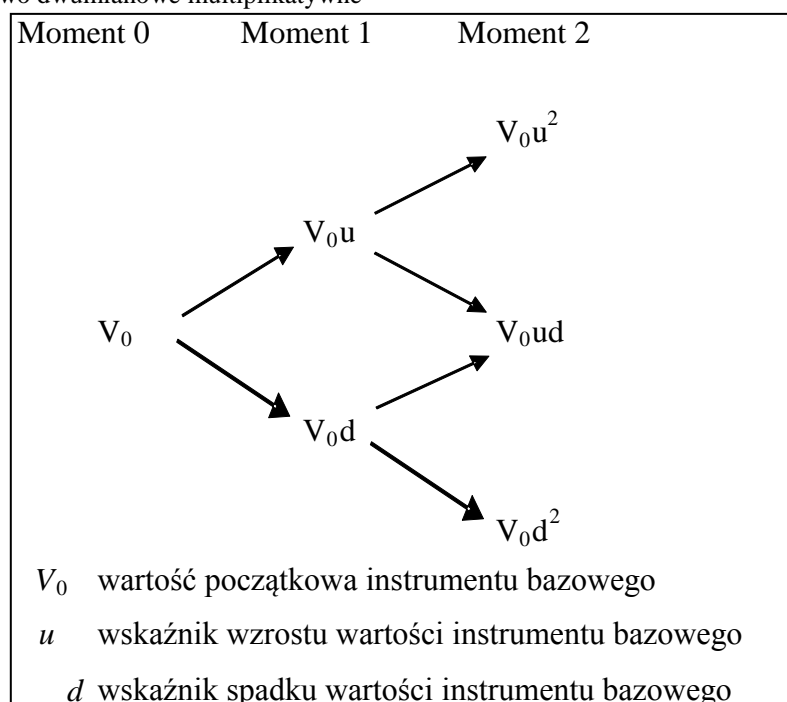 dwumianowe multiplikatywne
Moment 0 Moment 1 Moment 2
V₀u²
V₀u
V₀ V₀ud
V₀d
V₀d²
V₀ wartość początkowa instrumentu bazowego
u wskaźnik wzrostu wartości instrumentu bazowego
d wskaźnik spadku wartości instrumentu bazowego